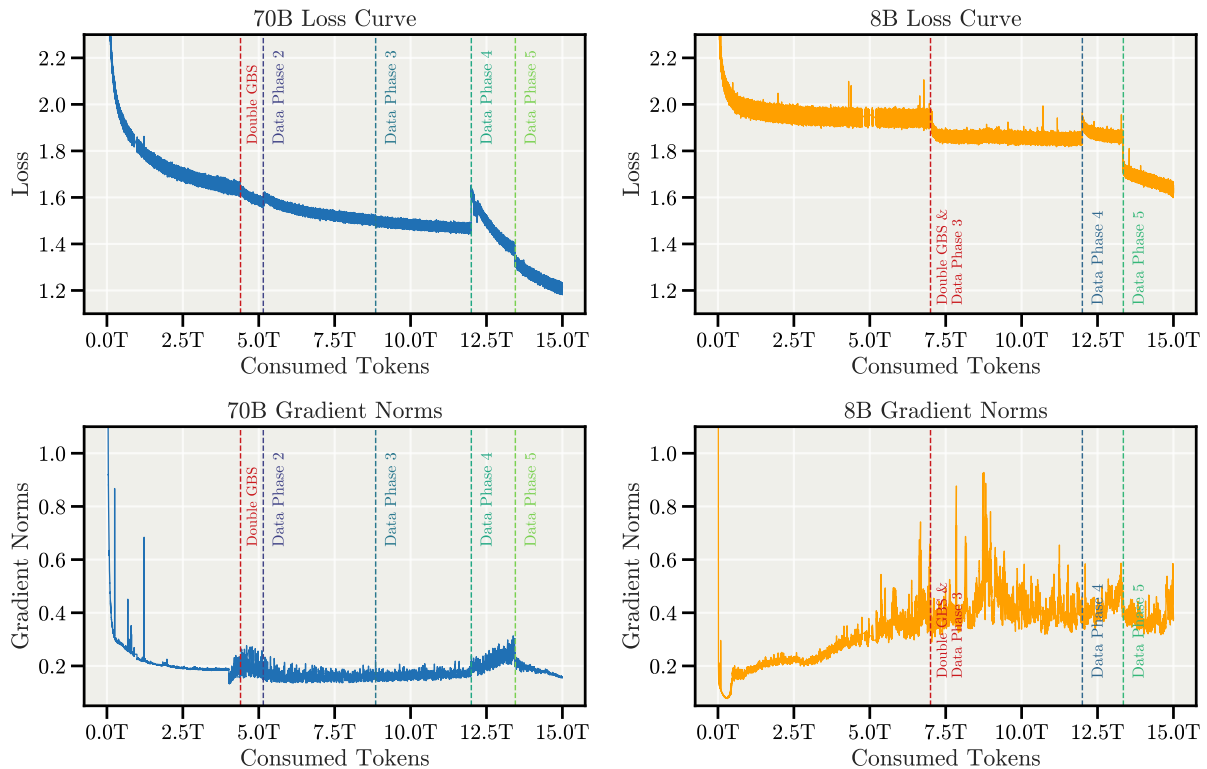 70B Loss Curve
2.2
2.0
1.8
1.6
1.4
1.2
Loss
Double GBS
Data Phase 2
Data Phase 3
Data Phase 4
Data Phase 5
0.0T 2.5T 5.0T 7.5T 10.0T 12.5T 15.0T
Consumed Tokens
8B Loss Curve
2.2
2.0
1.8
1.6
1.4
1.2
Loss
Double GBS &
Data Phase 3
Data Phase 4
Data Phase 5
0.0T 2.5T 5.0T 7.5T 10.0T 12.5T 15.0T
Consumed Tokens
70B Gradient Norms
1.0
0.8
0.6
0.4
0.2
Gradient Norms
Double GBS
Data Phase 2
Data Phase 3
Data Phase 4
Data Phase 5
0.0T 2.5T 5.0T 7.5T 10.0T 12.5T 15.0T
Consumed Tokens
8B Gradient Norms
1.0
0.8
0.6
0.4
0.2
Gradient Norms
Double GBS &
Data Phase 3
Data Phase 4
Data Phase 5
0.0T 2.5T 5.0T 7.5T 10.0T 12.5T 15.0T
Consumed Tokens